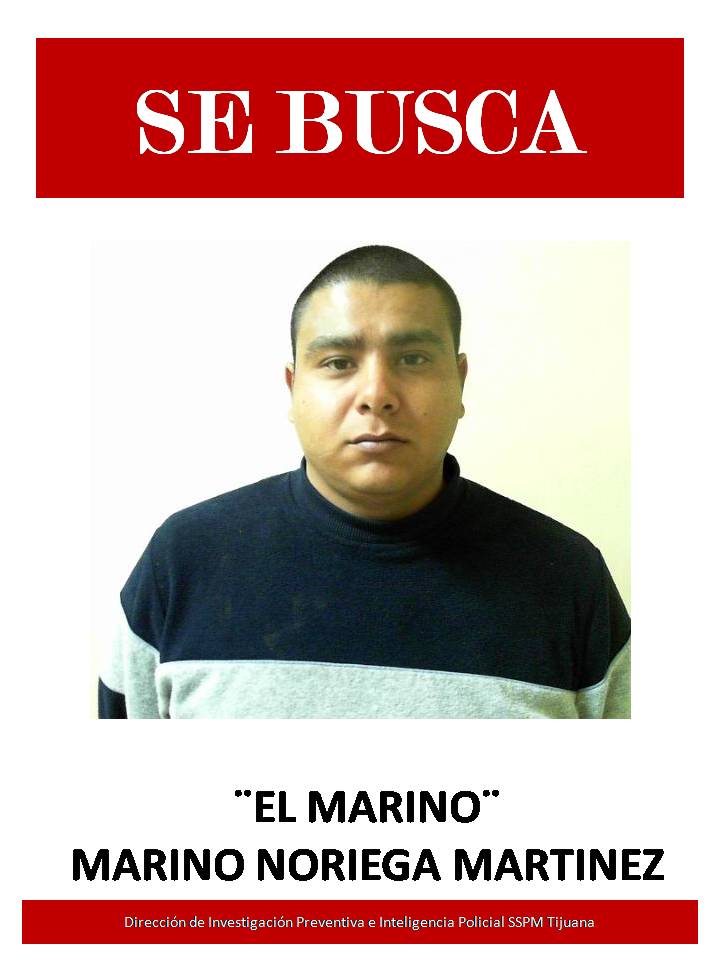 SE BUSCA
¨EL MARINO¨
MARINO NORIEGA MARTINEZ
Dirección de Investigación Preventiva e Inteligencia Policial SSPM Tijuana